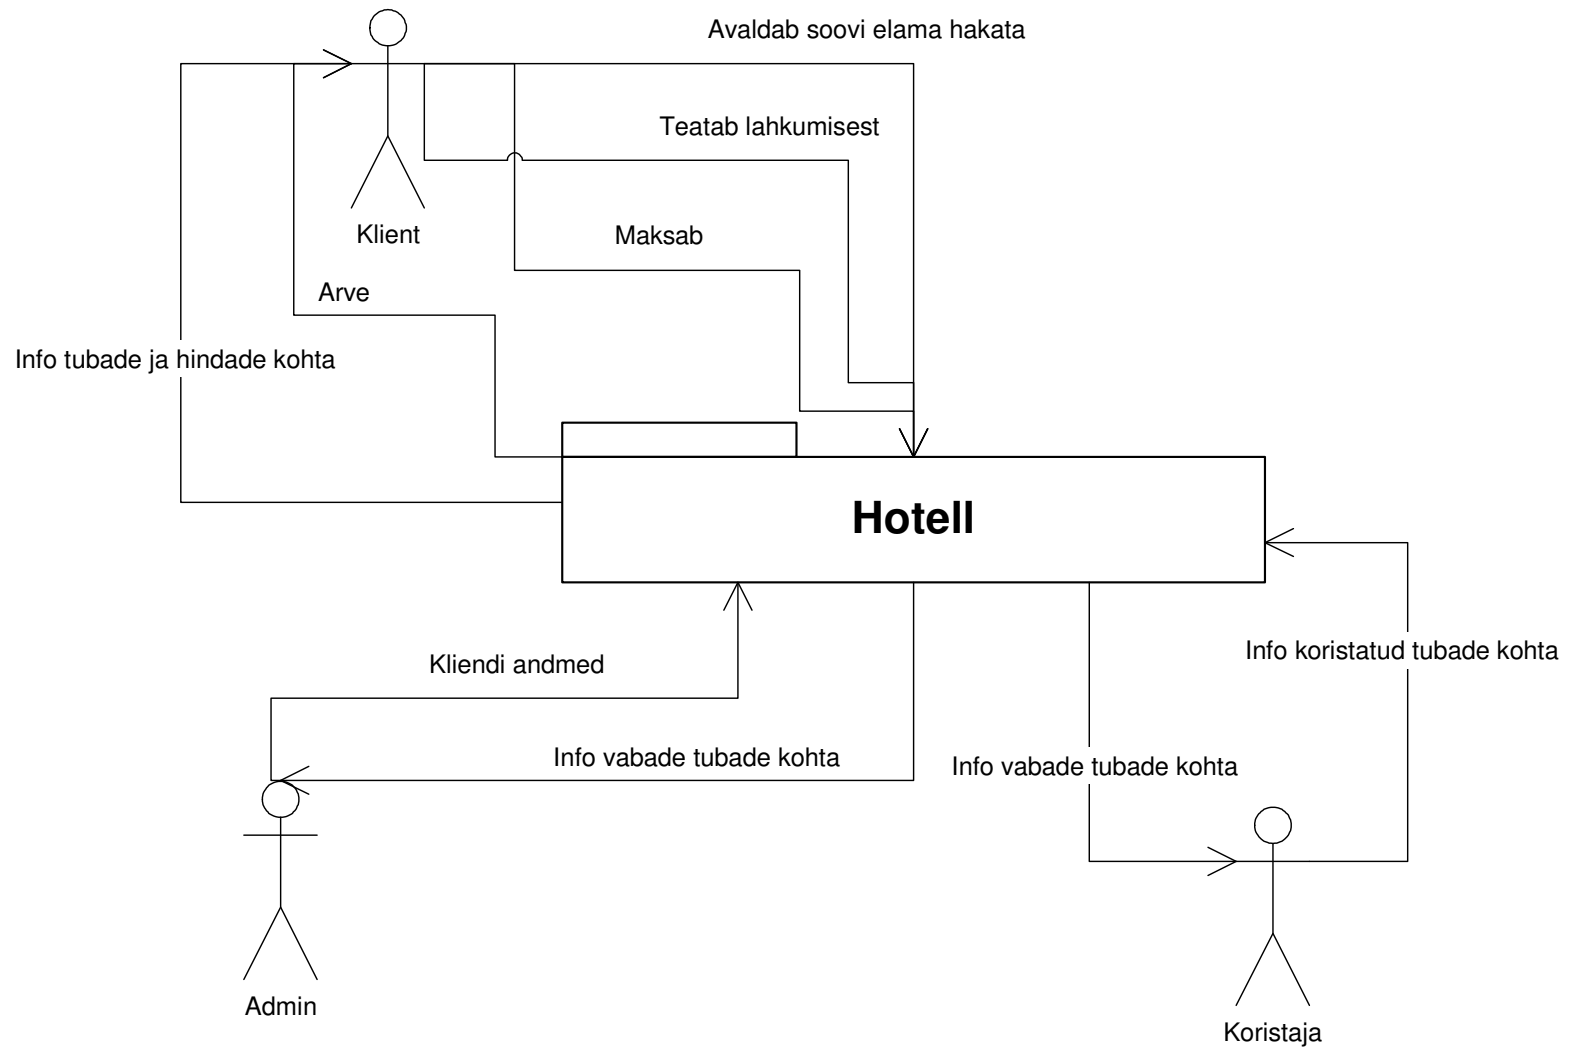 Avaldab soovi elama hakata
Teatab lahkumisest
Klient
Maksab
Arve
Info tubade ja hindade kohta
Hotell
Info koristatud tubade kohta
Kliendi andmed
Info vabade tubade kohta
Info vabade tubade kohta
Admin
Koristaja